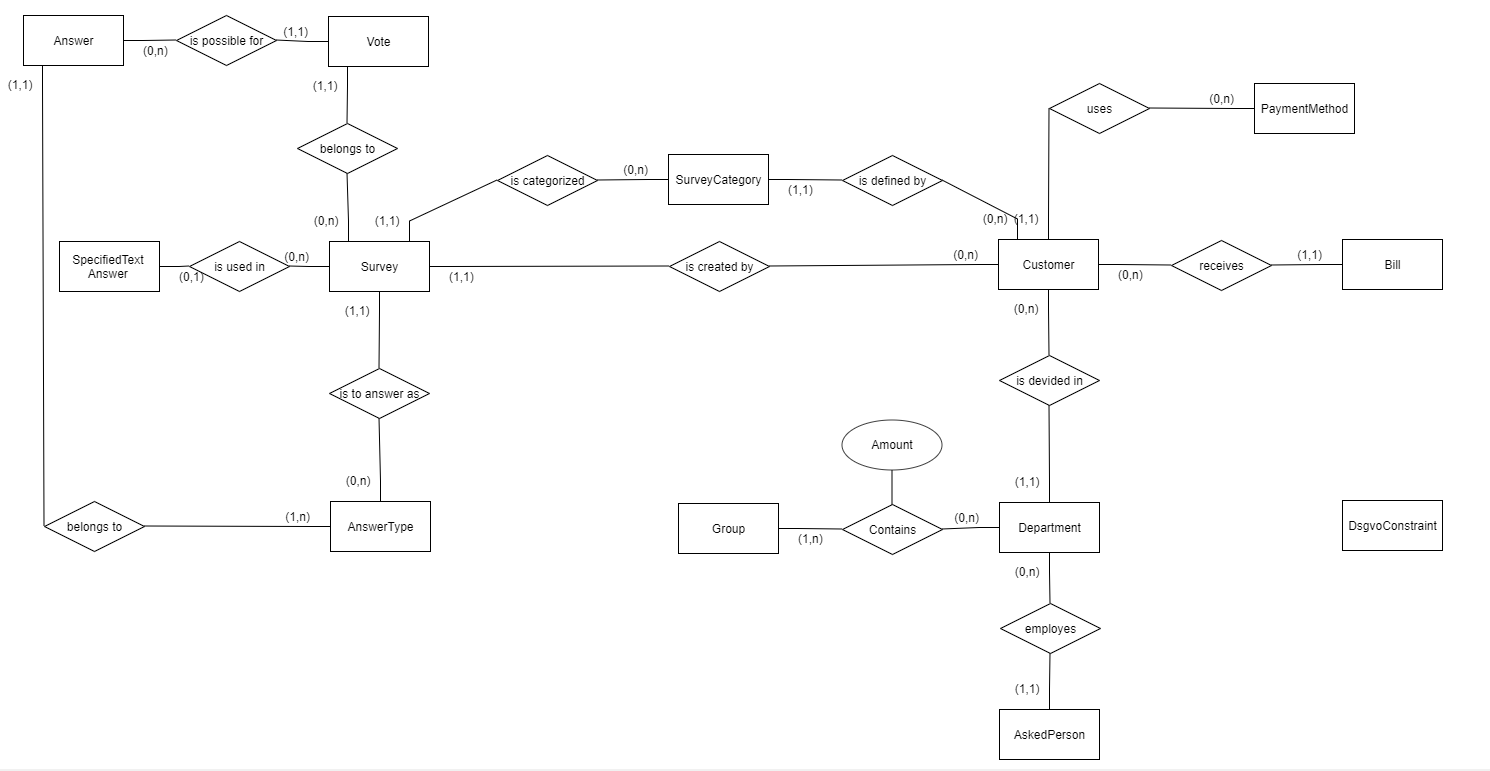 Answer
(0,n)
is possible for
(1,1)
Vote
(1,1)
(1,1)
belongs to
(0,n)
(1,1)
is categorized
(0,n)
SurveyCategory
(1,1)
is defined by
(0,n)
(1,1)
uses
(0,n)
PaymentMethod
SpecifiedText
Answer
(0,1)
is used in
(0,n)
Survey
(1,1)
is created by
(0,n)
Customer
(0,n)
receives
(1,1)
Bill
(1,1)
is to answer as
(0,n)
(0,n)
is devided in
(1,1)
Amount
belongs to
(1,n)
AnswerType
Group
(1,n)
Contains
(0,n)
Department
DsgvoConstraint
(0,n)
employes
(1,1)
AskedPerson